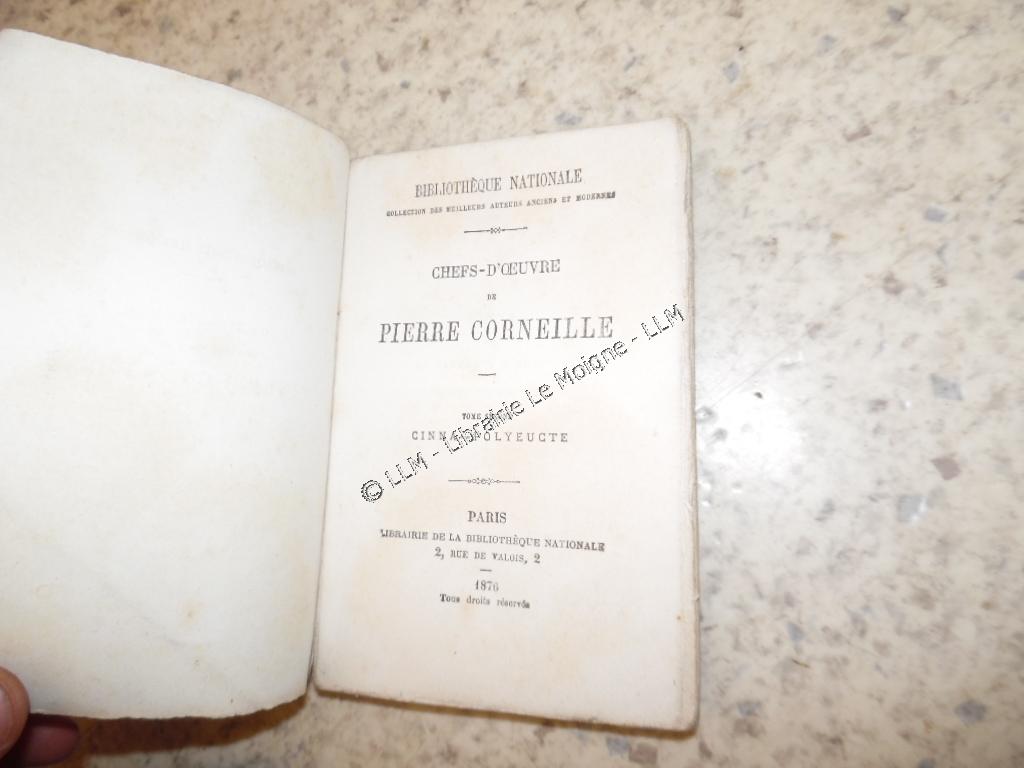 BIBLIOTHÈQUE NATIONALE
COLLECTION DES MEILLEURS AUTEURS ANCIENS ET MODERNES
CHEFS-D'ŒUVRE
DE
PIERRE CORNEILLE
TOME
CINNA POLYEUCTE
© LLM - Librairie Le Moigne - LLM
PARIS
LIBRAIRIE DE LA BIBLIOTHÈQUE NATIONALE
2, RUE DE VALOIS, 2
1876
Tous droits réservés